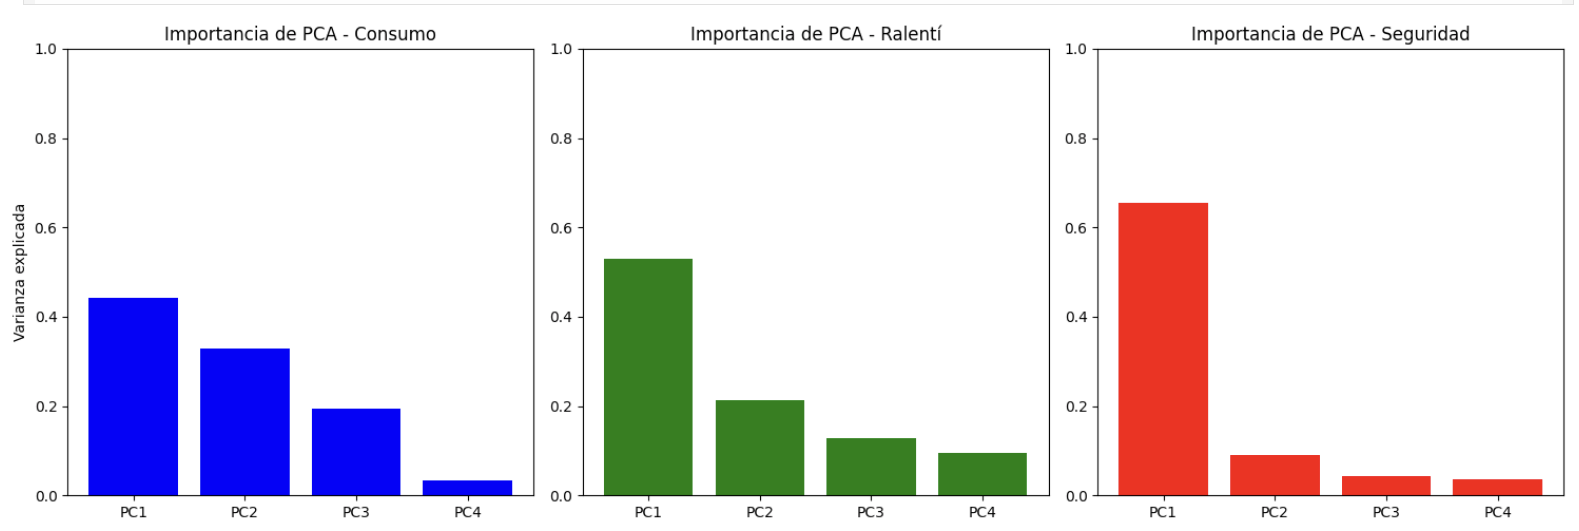 Importancia de PCA - Consumo
Varianza explicada
1.0
0.8
0.6
0.4
0.2
0.0
PC1 PC2 PC3 PC4
Importancia de PCA - Ralentí
1.0
0.8
0.6
0.4
0.2
0.0
PC1 PC2 PC3 PC4
Importancia de PCA - Seguridad
1.0
0.8
0.6
0.4
0.2
0.0
PC1 PC2 PC3 PC4